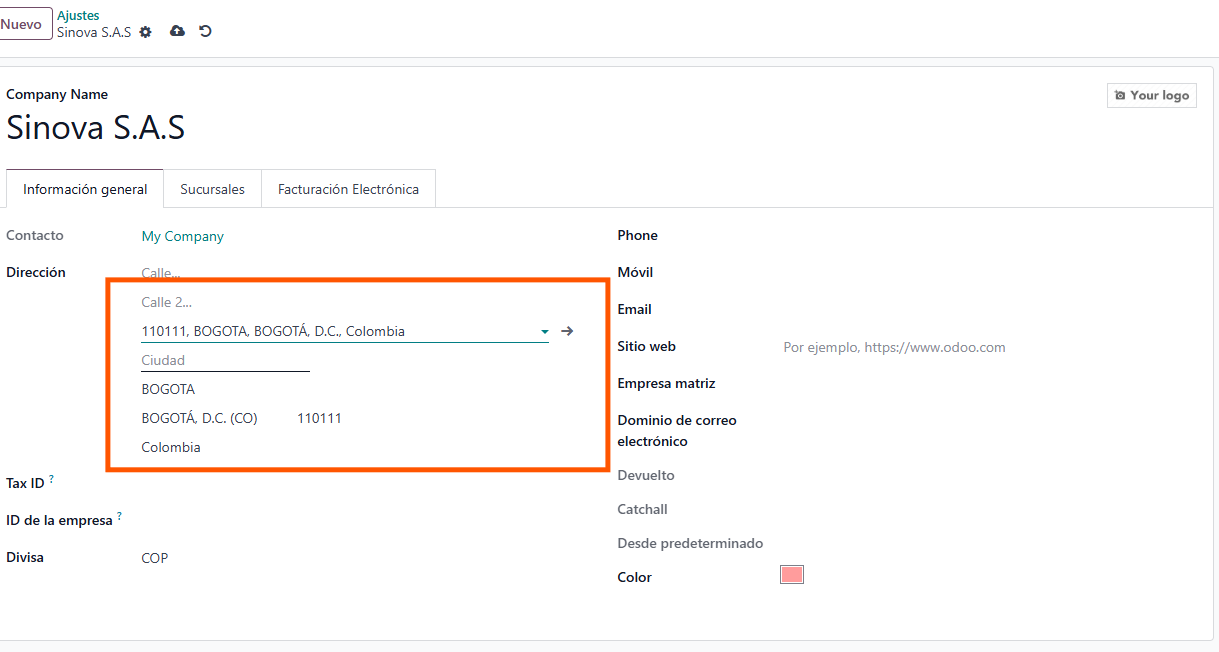 Nuevo
Ajustes
Sinova S.A.S
Company Name
Your logo
Sinova S.A.S
Información general
Sucursales
Facturación Electrónica
Contacto
My Company
Dirección
Calle...
Calle 2...
110111, BOGOTA, BOGOTÁ, D.C., Colombia
Ciudad
BOGOTA
BOGOTÁ, D.C. (CO) 110111
Colombia
Tax ID ?
ID de la empresa ?
Divisa
COP
Phone
Móvil
Email
Sitio web
Por ejemplo, https://www.odoo.com
Empresa matriz
Dominio de correo
electrónico
Devuelto
Catchall
Desde predeterminado
Color